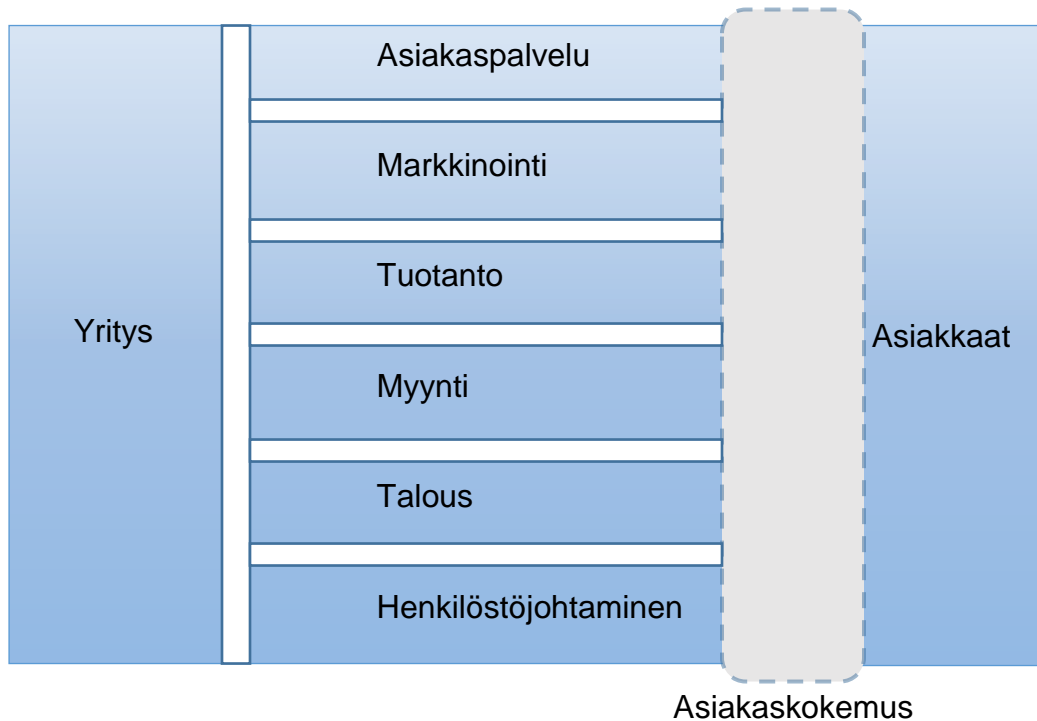 Yritys
Asiakaspalvelu
Markkinointi
Tuotanto
Myynti
Talous
Henkilöstöjohtaminen
Asiakkaat
Asiakaskokemus